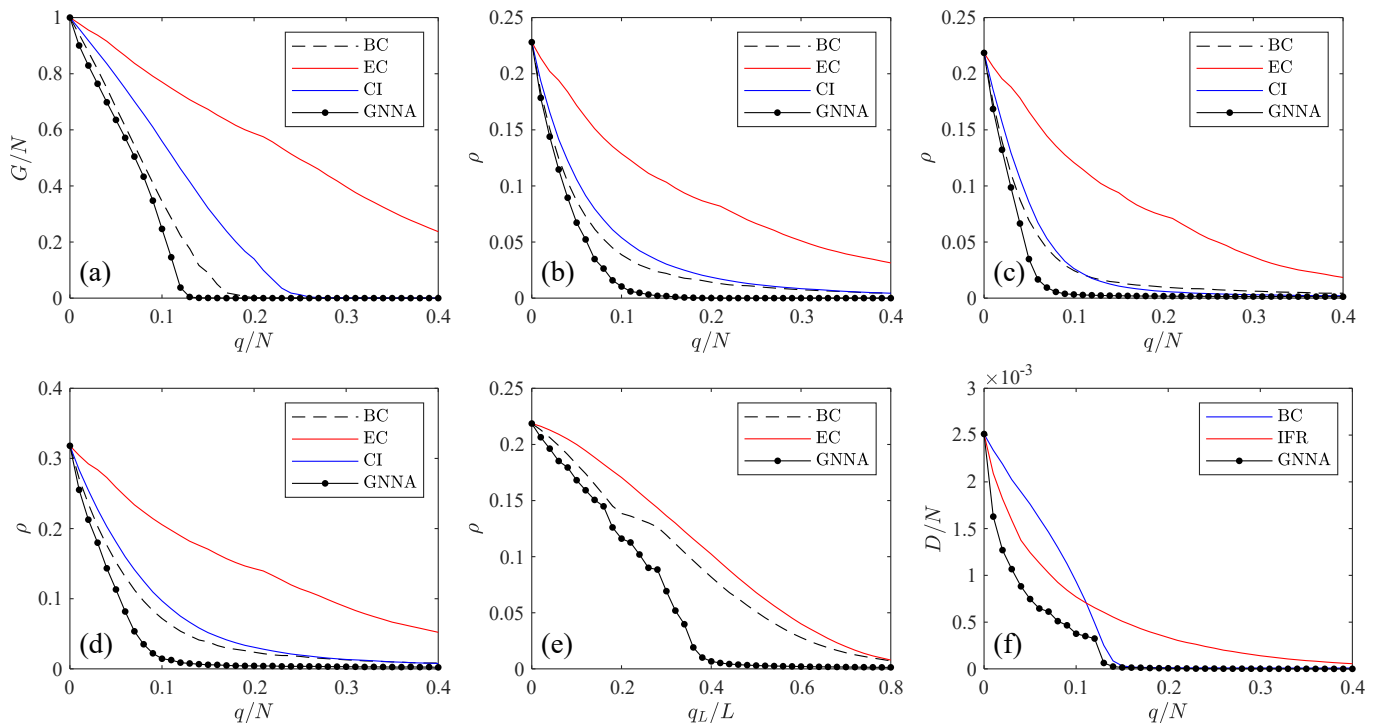 1
0.8
0.6
0.4
0.2
0
G/N
0 0.1 0.2 0.3 0.4
q/N
BC
EC
CI
GNNA
(a)
0.25
0.2
0.15
0.1
0.05
0
ρ
0 0.1 0.2 0.3 0.4
q/N
BC
EC
CI
GNNA
(b)
0.25
0.2
0.15
0.1
0.05
0
ρ
0 0.1 0.2 0.3 0.4
q/N
BC
EC
CI
GNNA
(c)
0.4
0.3
0.2
0.1
0
ρ
0 0.1 0.2 0.3 0.4
q/N
BC
EC
CI
GNNA
(d)
0.25
0.2
0.15
0.1
0.05
0
ρ
0 0.2 0.4 0.6 0.8
q_L/L
BC
EC
GNNA
(e)
×10⁻³
3
2.5
2
1.5
1
0.5
0
D/N
0 0.1 0.2 0.3 0.4
q/N
BC
IFR
GNNA
(f)